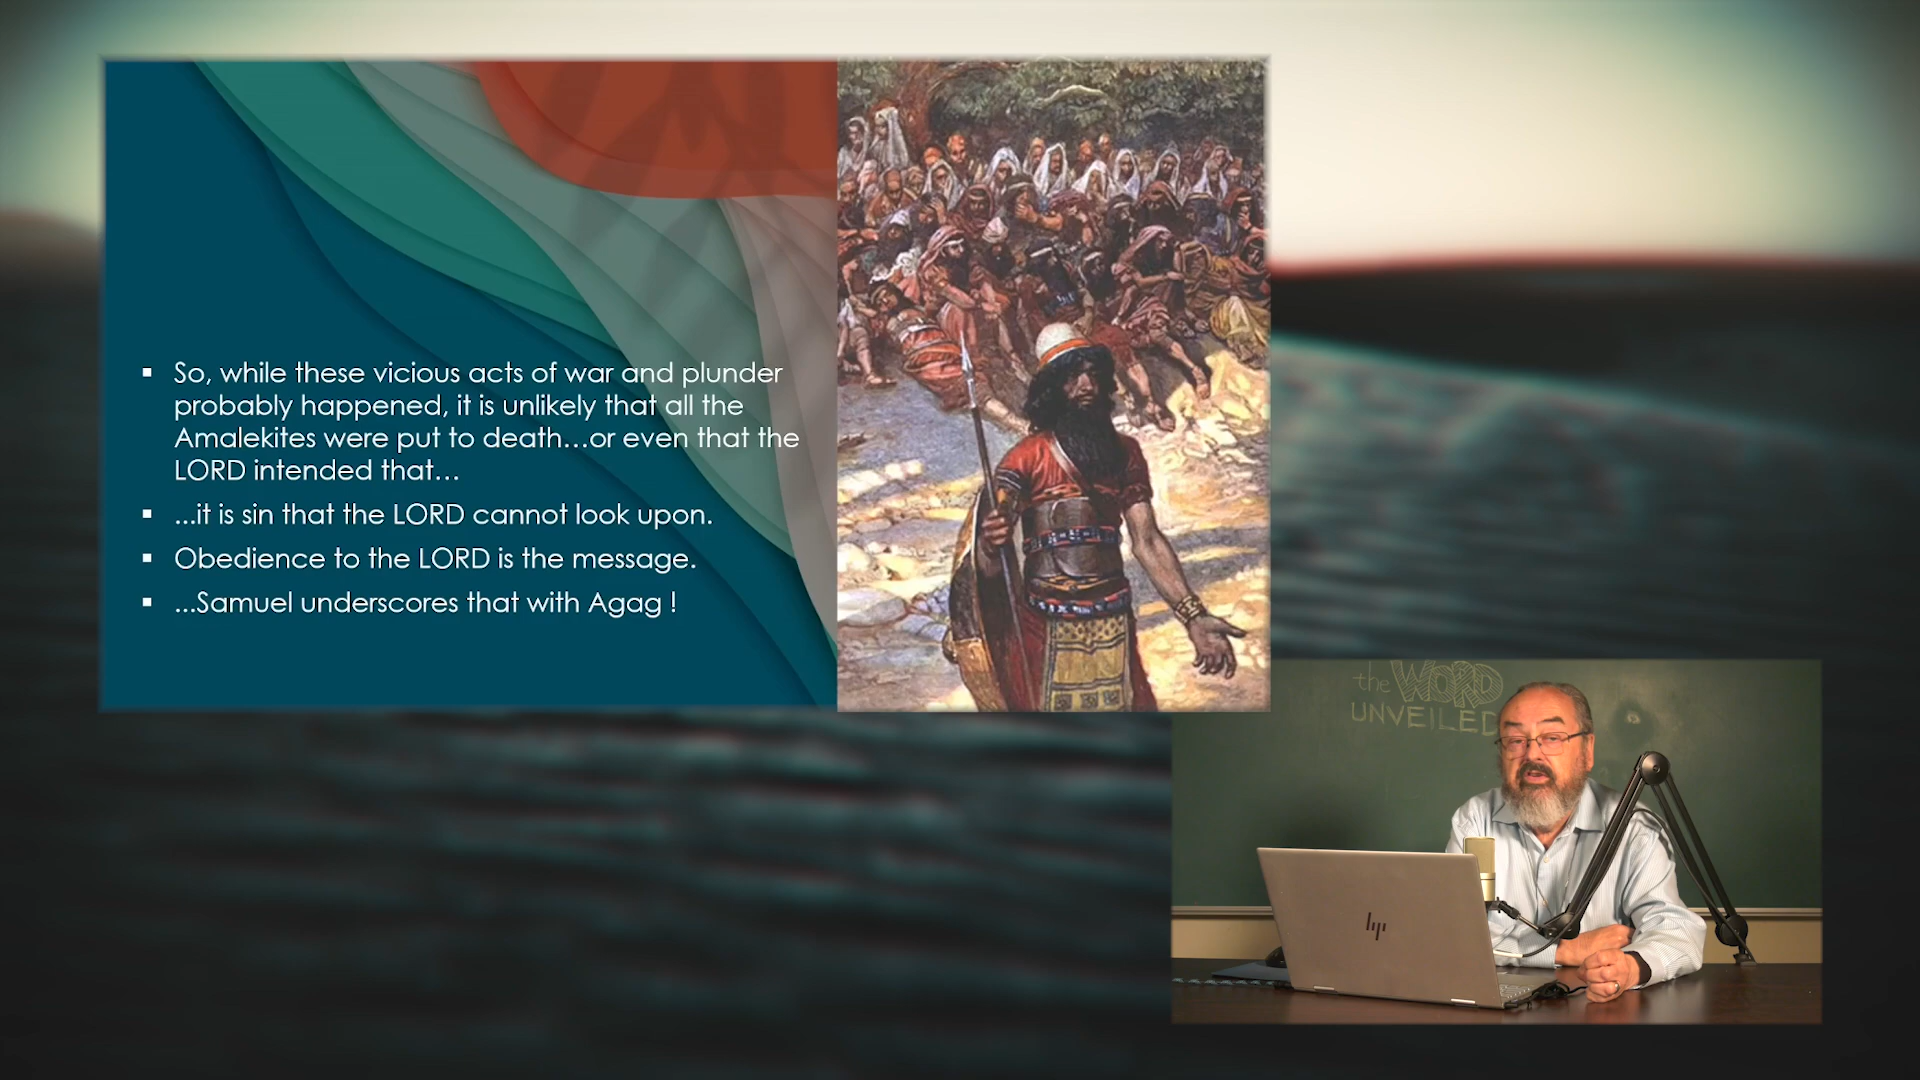 ▪ So, while these vicious acts of war and plunder
probably happened, it is unlikely that all the
Amalekites were put to death...or even that the
LORD intended that...
▪ ...it is sin that the LORD cannot look upon.
▪ Obedience to the LORD is the message.
▪ ...Samuel underscores that with Agag !
the WORD
UNVEILED
hp